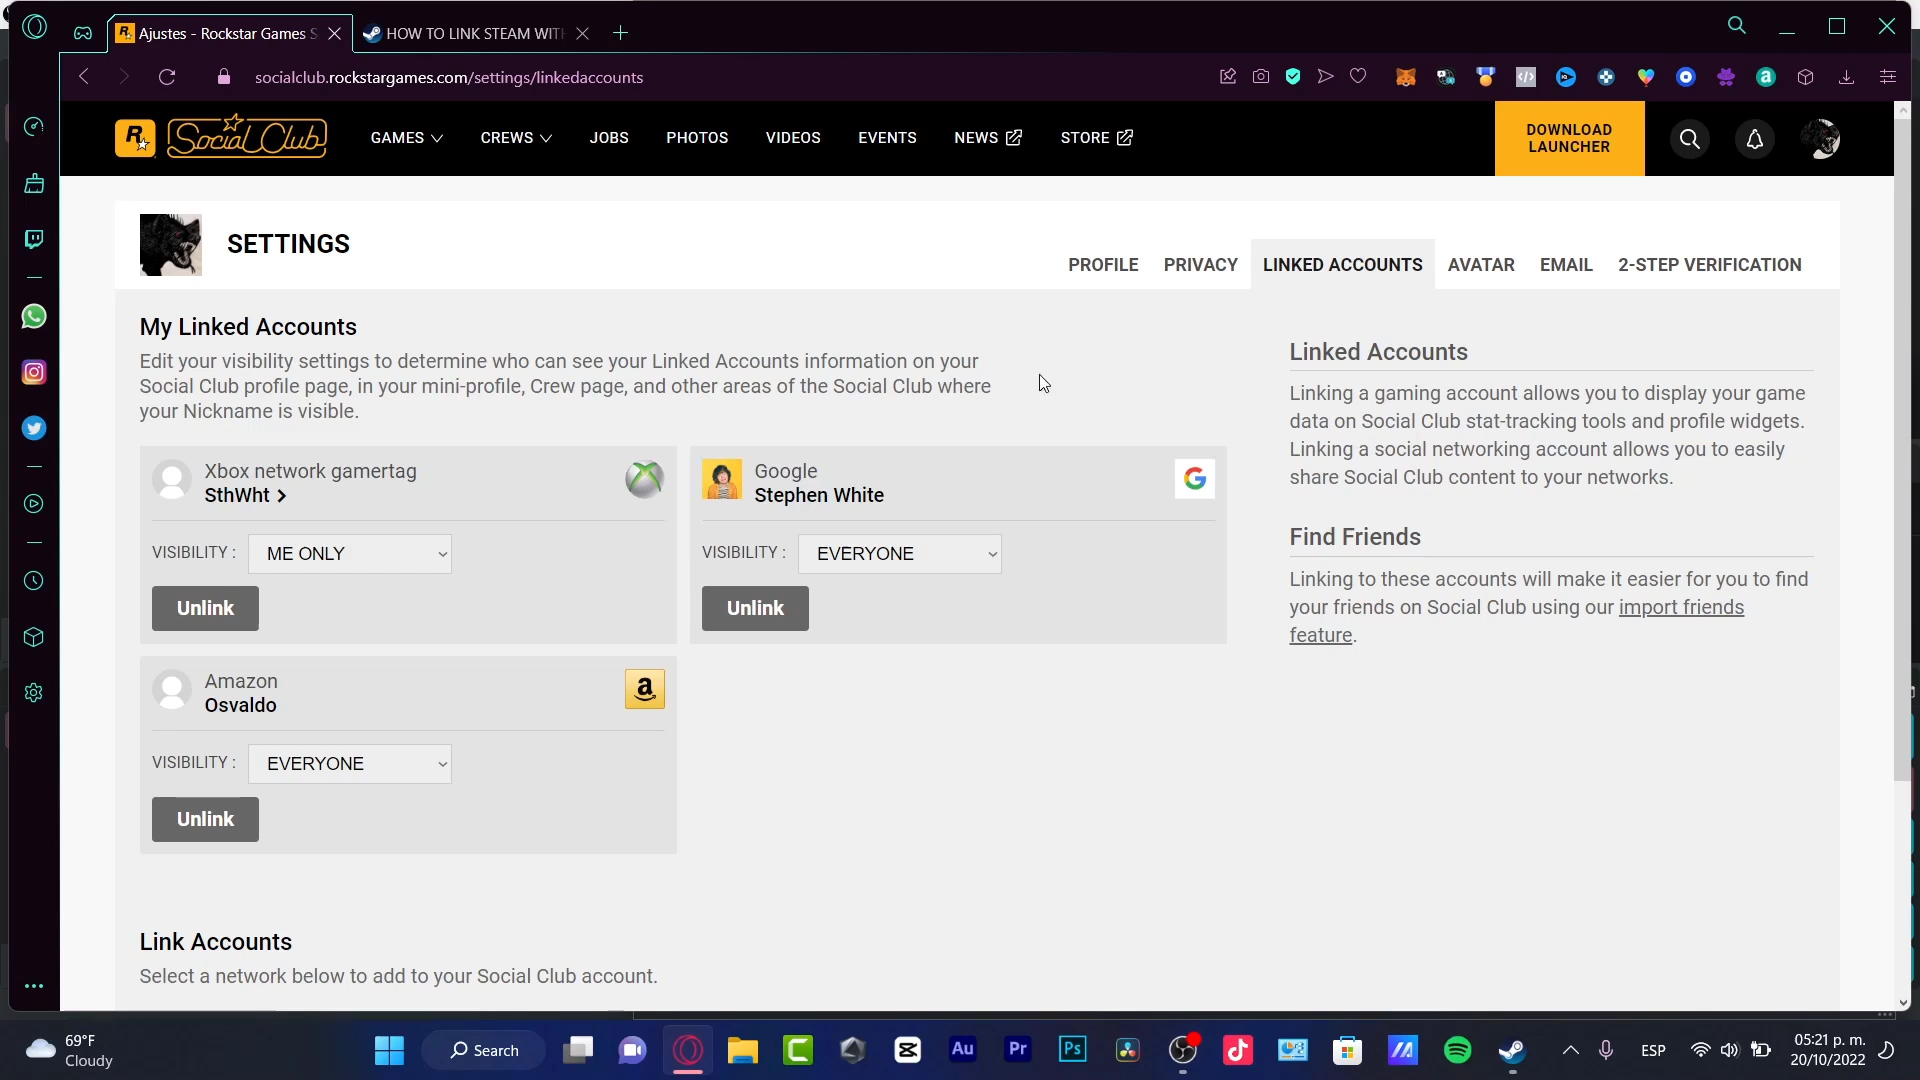 Ajustes - Rockstar Games S
HOW TO LINK STEAM WITH
socialclub.rockstargames.com/settings/linkedaccounts
R
Social Club
GAMES
CREWS
JOBS
PHOTOS
VIDEOS
EVENTS
NEWS
STORE
DOWNLOAD
LAUNCHER
SETTINGS
PROFILE
PRIVACY
LINKED ACCOUNTS
AVATAR
EMAIL
2-STEP VERIFICATION
My Linked Accounts
Edit your visibility settings to determine who can see your Linked Accounts information on your
Social Club profile page, in your mini-profile, Crew page, and other areas of the Social Club where
your Nickname is visible.
Xbox network gamertag
SthWht
VISIBILITY :
ME ONLY
Unlink
Google
Stephen White
VISIBILITY :
EVERYONE
Unlink
Amazon
Osvaldo
VISIBILITY :
EVERYONE
Unlink
Linked Accounts
Linking a gaming account allows you to display your game
data on Social Club stat-tracking tools and profile widgets.
Linking a social networking account allows you to easily
share Social Club content to your networks.
Find Friends
Linking to these accounts will make it easier for you to find
your friends on Social Club using our import friends
feature.
Link Accounts
Select a network below to add to your Social Club account.
69°F
Cloudy
Search
Au
Pr
Ps
ESP
05:21 p. m.
20/10/2022